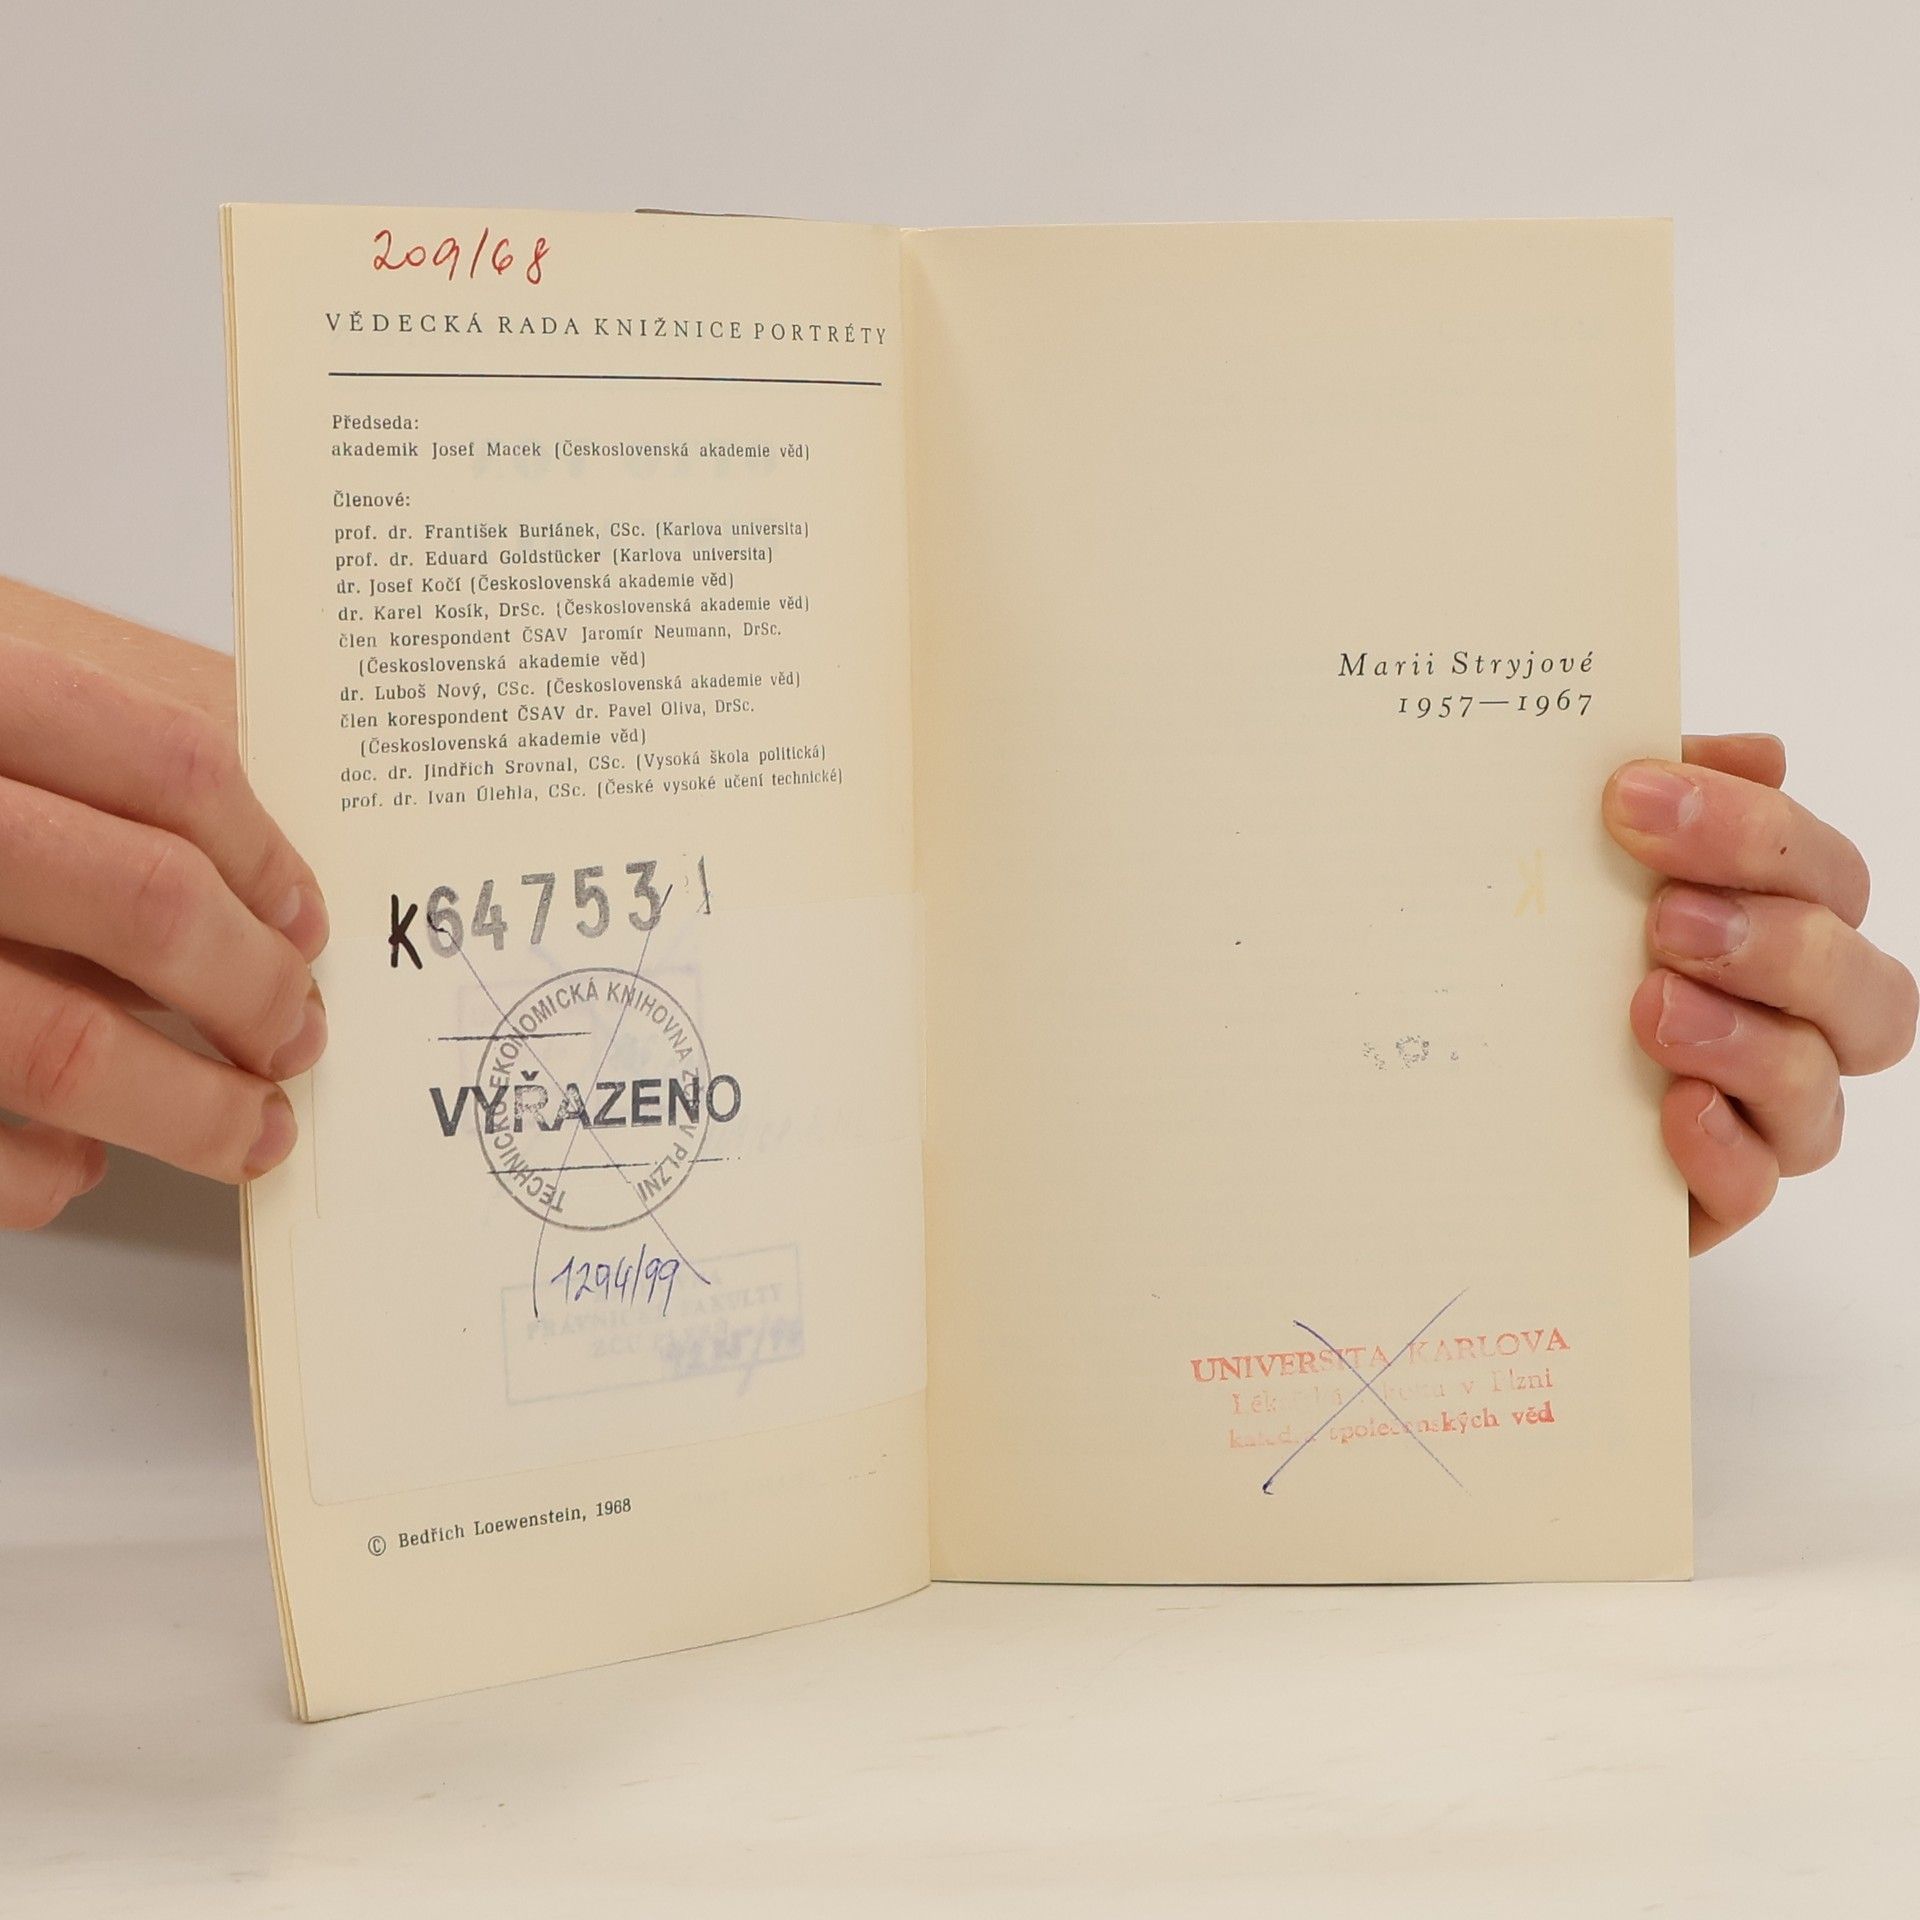 209/68
VĚDECKÁ RADA KNIŽNICE PORTRÉTY
Předseda:
akademik Josef Macek (Československá akademie věd)
Členové:
prof. dr. František Buriánek, CSc. (Karlova universita)
prof. dr. Eduard Goldstücker (Karlova universita)
dr. Josef Kočí (Československá akademie věd)
dr. Karel Kosík, DrSc. (Československá akademie věd)
člen korespondent ČSAV Jaromír Neumann, DrSc.
(Československá akademie věd)
dr. Luboš Nový, CSc. (Československá akademie věd)
člen korespondent ČSAV dr. Pavel Oliva, DrSc.
(Československá akademie věd)
doc. dr. Jindřich Srovnal, CSc. (Vysoká škola politická)
prof. dr. Ivan Úlehla, CSc. (České vysoké učení technické)
K64753
TECHNICKO EKONOMICKÁ KNIHOVNA ZČU V PLZNI
VYŘAZENO
1294/99
PRÁVNICKÉ FAKULTY
© Bedřich Loewenstein, 1968
Marii Stryjové
1957—1967
UNIVERSITA KARLOVA
v Plzni
společenských věd